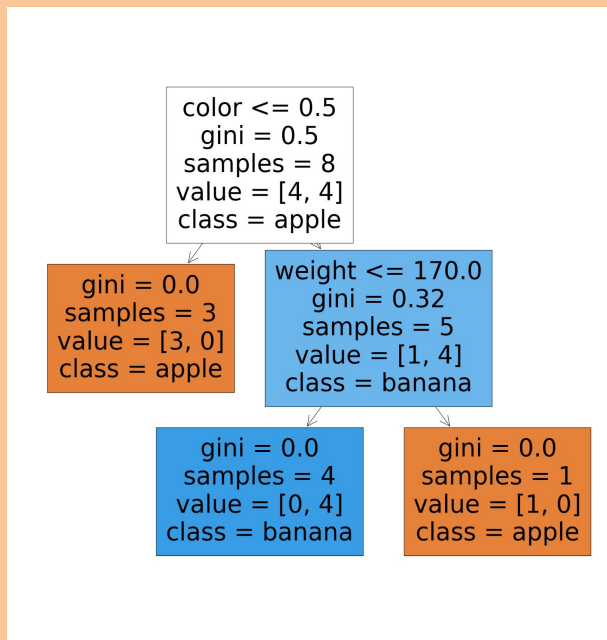 color <= 0.5
gini = 0.5
samples = 8
value = [4, 4]
class = apple
gini = 0.0
samples = 3
value = [3, 0]
class = apple
weight <= 170.0
gini = 0.32
samples = 5
value = [1, 4]
class = banana
gini = 0.0
samples = 4
value = [0, 4]
class = banana
gini = 0.0
samples = 1
value = [1, 0]
class = apple